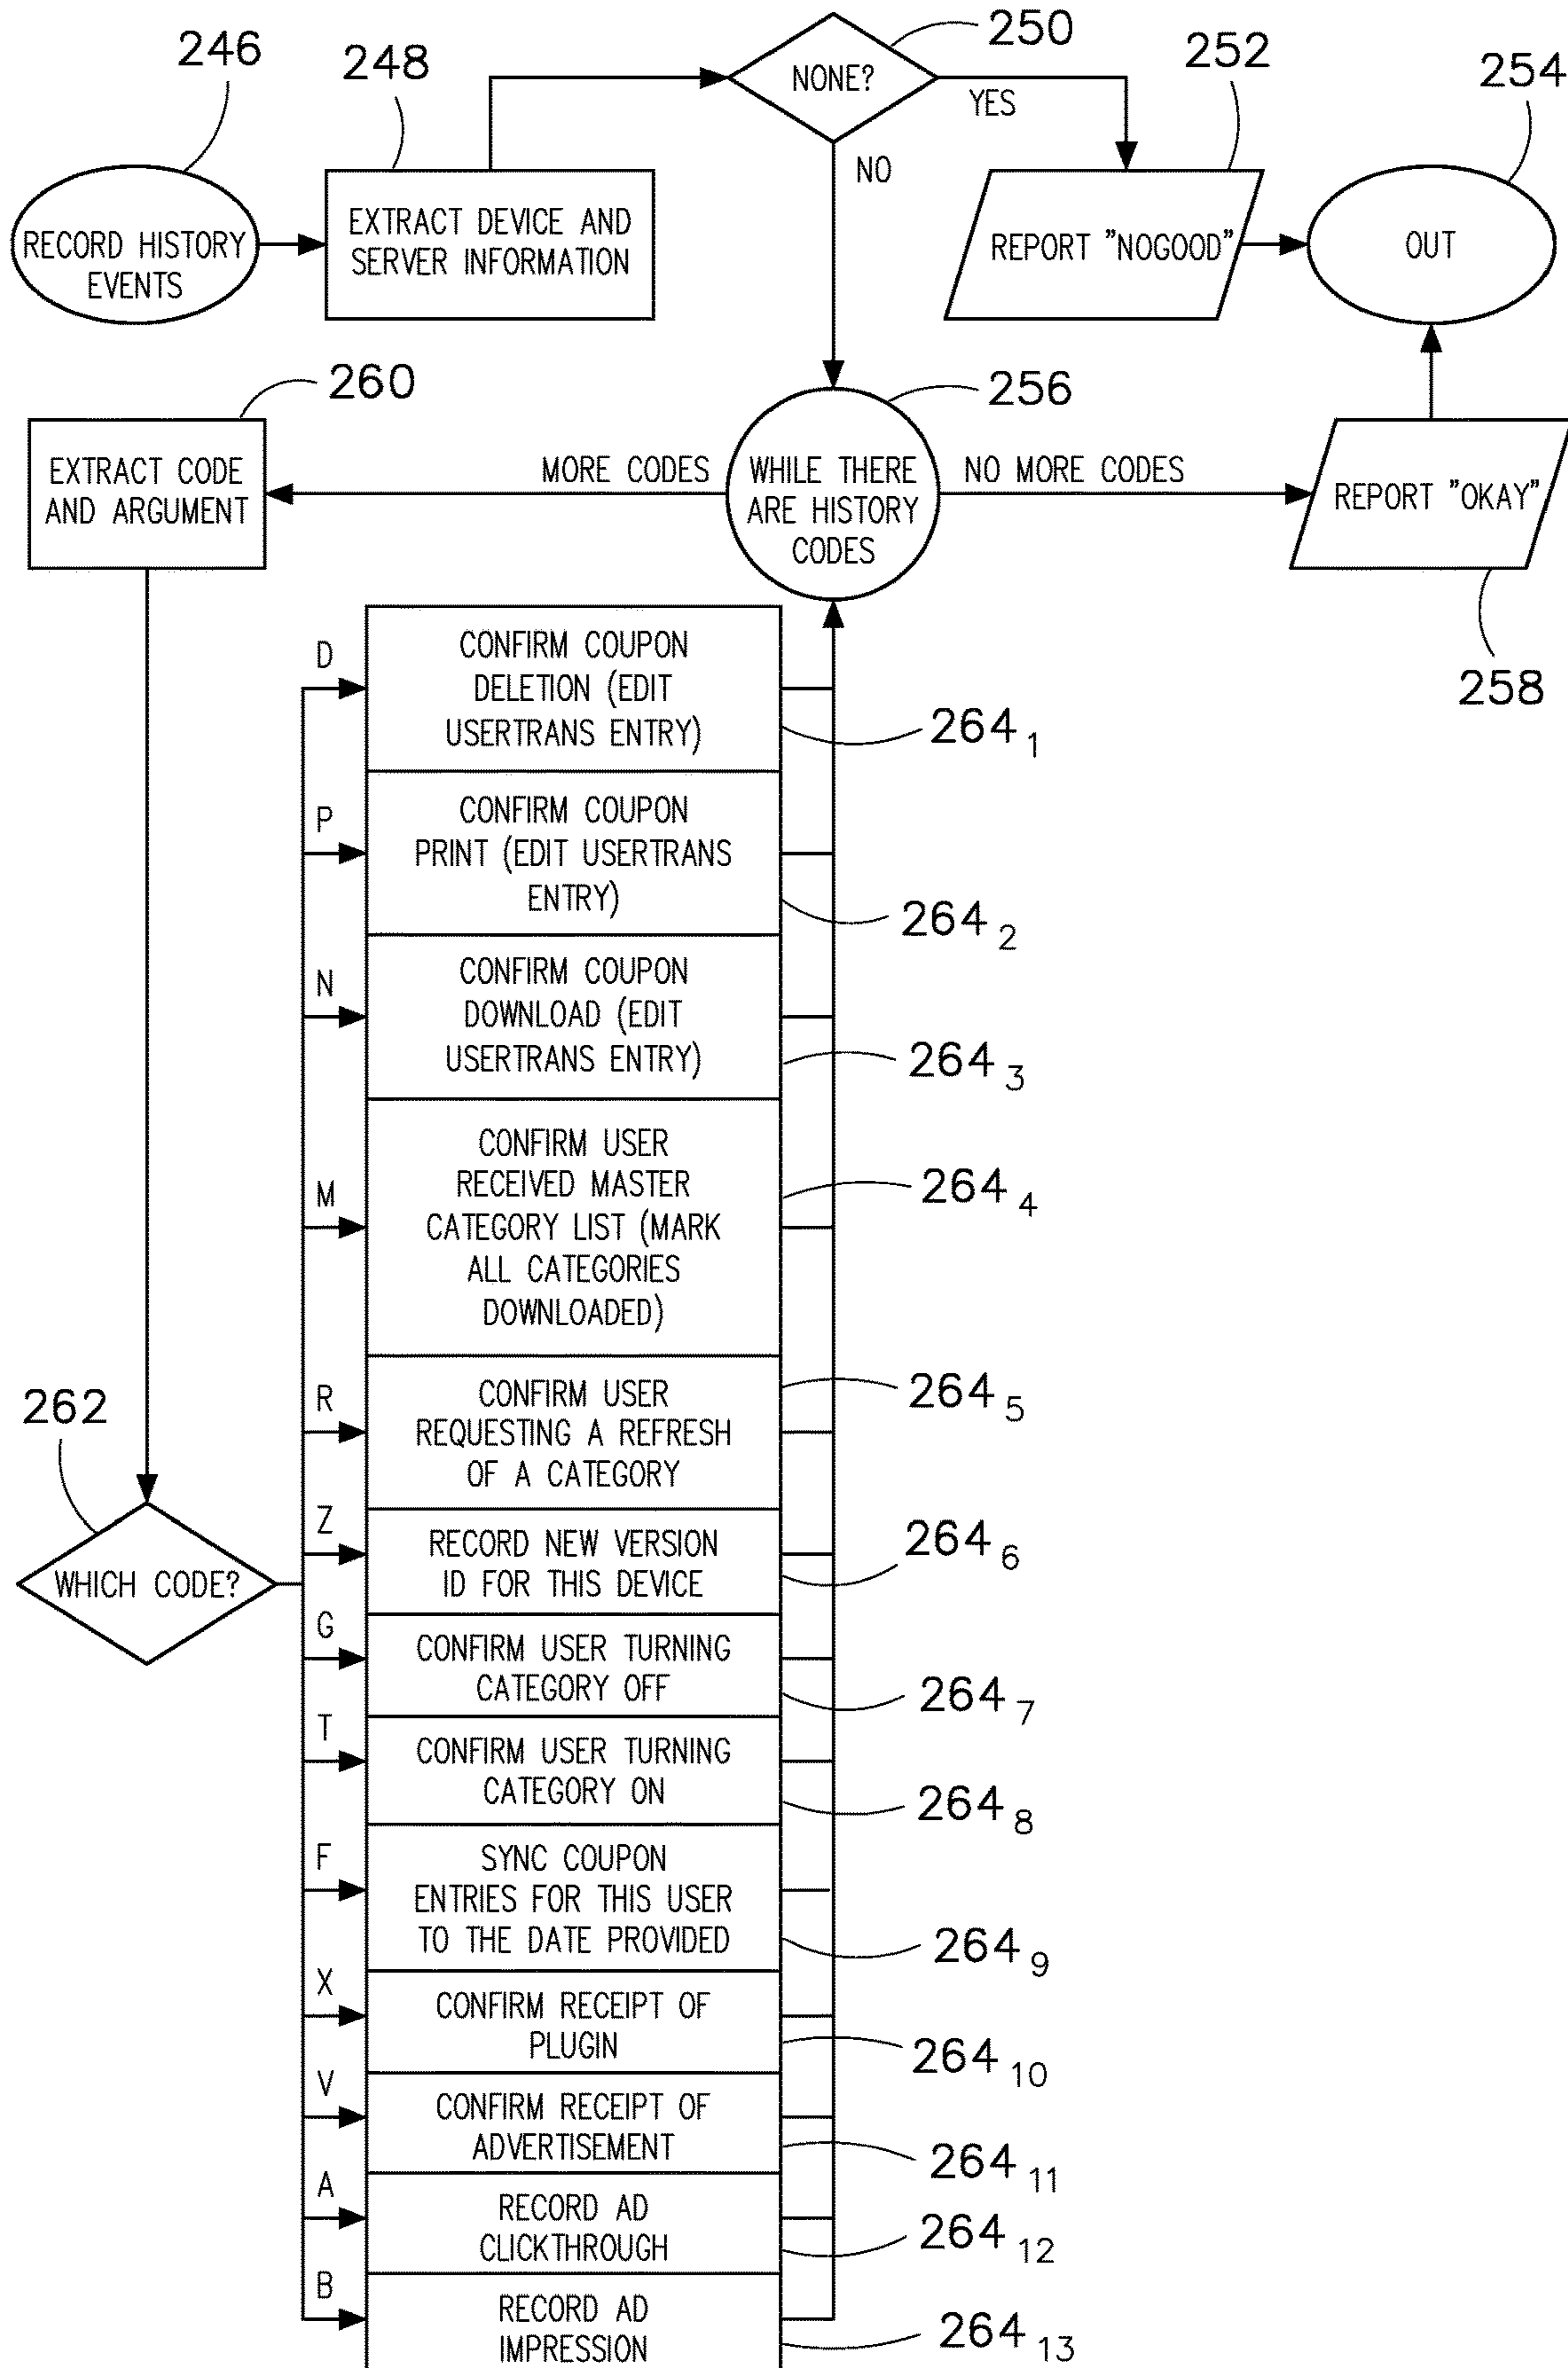 246
248
250
252
254
NONE?
YES
NO
RECORD HISTORY
EVENTS
EXTRACT DEVICE AND
SERVER INFORMATION
REPORT "NOGOOD"
OUT
260
256
EXTRACT CODE
AND ARGUMENT
MORE CODES
WHILE THERE
ARE HISTORY
CODES
NO MORE CODES
REPORT "OKAY"
258
D
CONFIRM COUPON
DELETION (EDIT
USERTRANS ENTRY)
264 1
P
CONFIRM COUPON
PRINT (EDIT USERTRANS
ENTRY)
264 2
N
CONFIRM COUPON
DOWNLOAD (EDIT
USERTRANS ENTRY)
264 3
M
CONFIRM USER
RECEIVED MASTER
CATEGORY LIST (MARK
ALL CATEGORIES
DOWNLOADED)
264 4
R
CONFIRM USER
REQUESTING A REFRESH
OF A CATEGORY
264 5
262
WHICH CODE?
Z
RECORD NEW VERSION
ID FOR THIS DEVICE
264 6
G
CONFIRM USER TURNING
CATEGORY OFF
264 7
T
CONFIRM USER TURNING
CATEGORY ON
264 8
F
SYNC COUPON
ENTRIES FOR THIS USER
TO THE DATE PROVIDED
264 9
X
CONFIRM RECEIPT OF
PLUGIN
264 10
V
CONFIRM RECEIPT OF
ADVERTISEMENT
264 11
A
RECORD AD
CLICKTHROUGH
264 12
B
RECORD AD
IMPRESSION
264 13